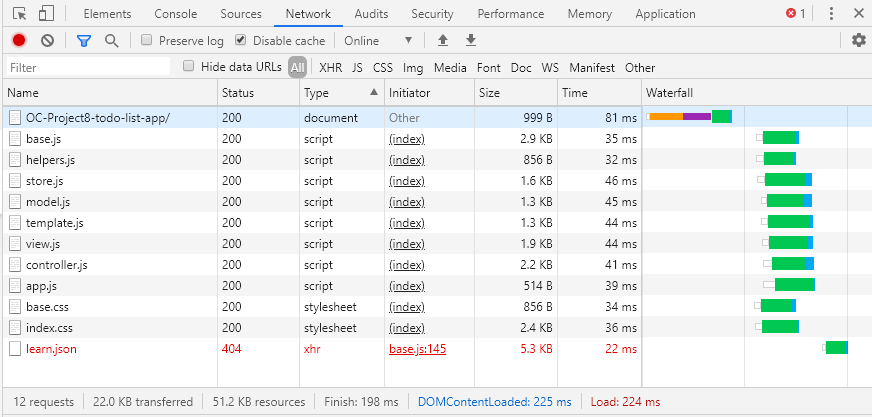 Elements Console Sources Network Audits Security Performance Memory Application 1
Preserve log Disable cache Online
Filter Hide data URLs All XHR JS CSS Img Media Font Doc WS Manifest Other
Name Status Type Initiator Size Time Waterfall
OC-Project8-todo-list-app/ 200 document Other 999 B 81 ms
base.js 200 script (index) 2.9 KB 35 ms
helpers.js 200 script (index) 856 B 32 ms
store.js 200 script (index) 1.6 KB 46 ms
model.js 200 script (index) 1.3 KB 45 ms
template.js 200 script (index) 1.3 KB 44 ms
view.js 200 script (index) 1.9 KB 44 ms
controller.js 200 script (index) 2.2 KB 41 ms
app.js 200 script (index) 514 B 39 ms
base.css 200 stylesheet (index) 856 B 34 ms
index.css 200 stylesheet (index) 2.4 KB 36 ms
learn.json 404 xhr base.js:145 5.3 KB 22 ms
12 requests 22.0 KB transferred 51.2 KB resources Finish: 198 ms DOMContentLoaded: 225 ms Load: 224 ms